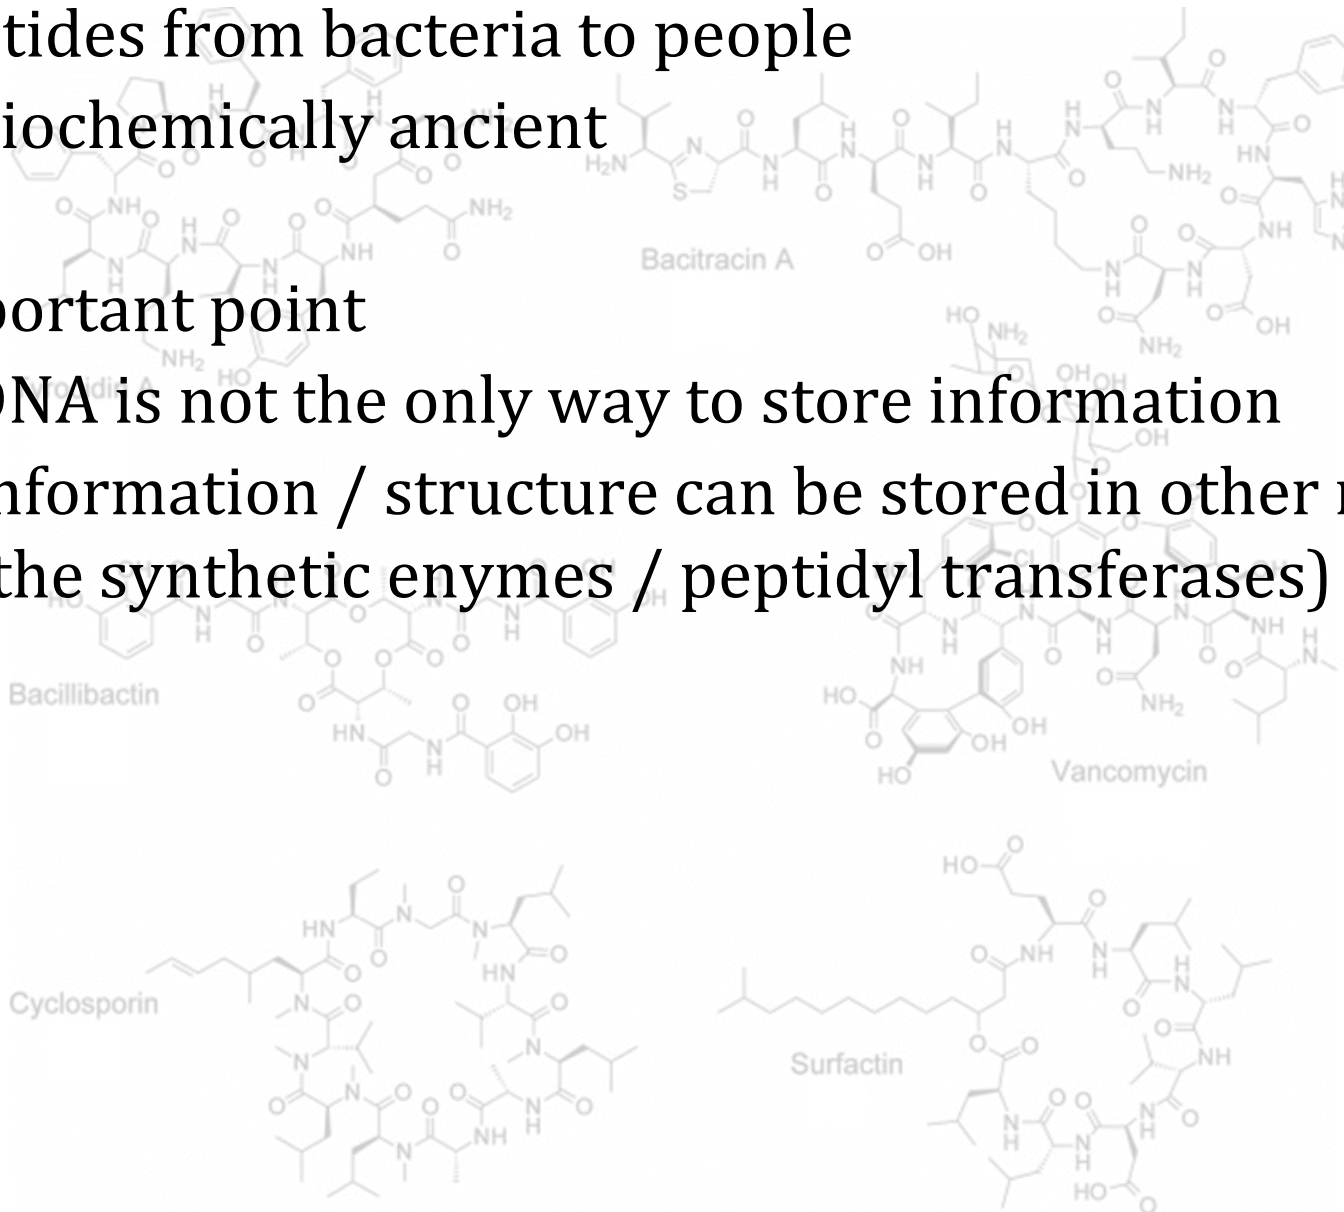 tides from bacteria to people
iochemically ancient
portant point
DNA is not the only way to store information
nformation / structure can be stored in other
the synthetic enymes / peptidyl transferases)
Bacitracin A
Bacillibactin
Vancomycin
Cyclosporin
Surfactin